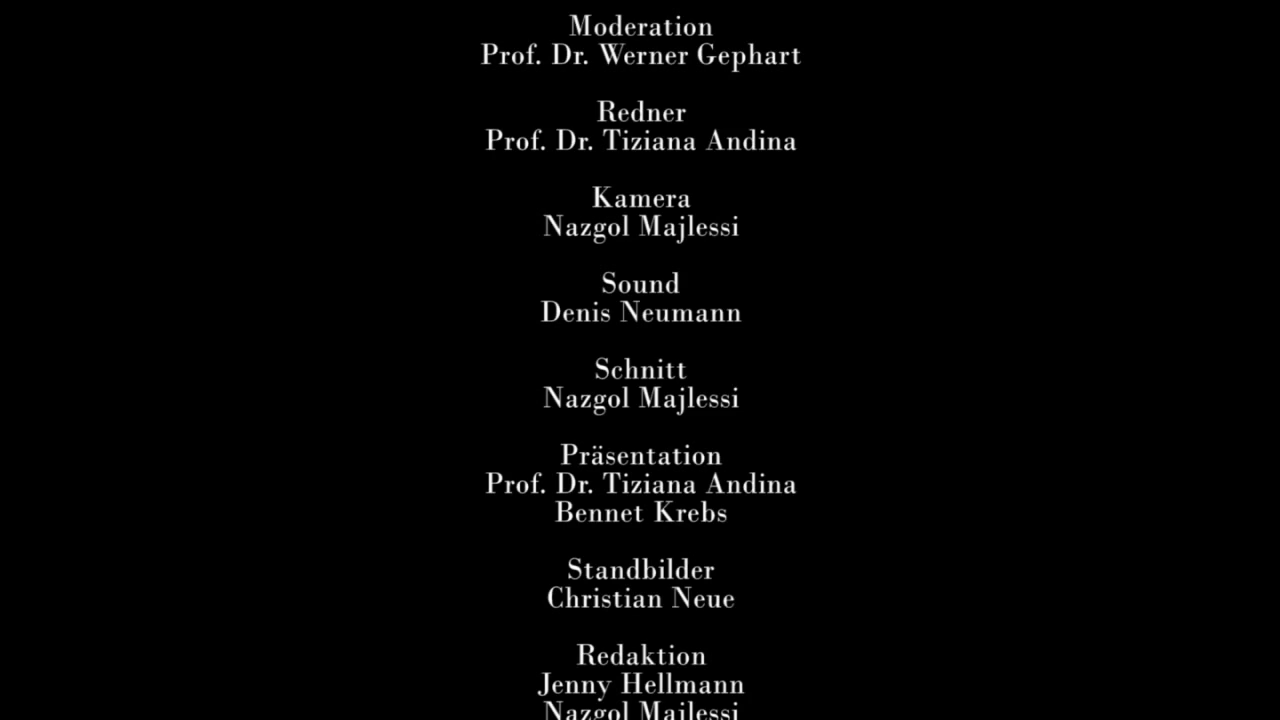 Moderation
Prof. Dr. Werner Gephart
Redner
Prof. Dr. Tiziana Andina
Kamera
Nazgol Majlessi
Sound
Denis Neumann
Schnitt
Nazgol Majlessi
Präsentation
Prof. Dr. Tiziana Andina
Bennet Krebs
Standbilder
Christian Neue
Redaktion
Jenny Hellmann
Nazgol Majlessi